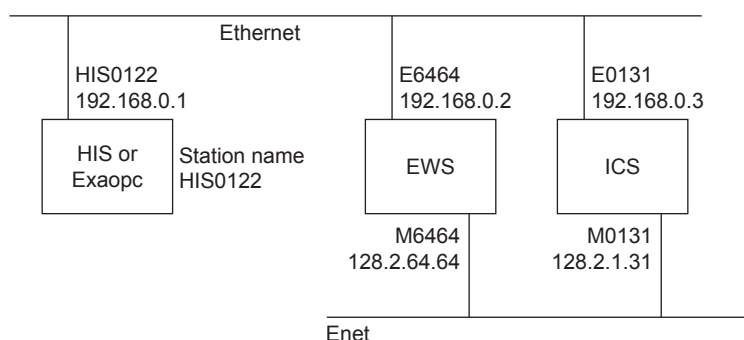 Ethernet
HIS0122
192.168.0.1
E6464
192.168.0.2
E0131
192.168.0.3
HIS or
Exaopc
Station name
HIS0122
EWS
ICS
M6464
128.2.64.64
M0131
128.2.1.31
Enet